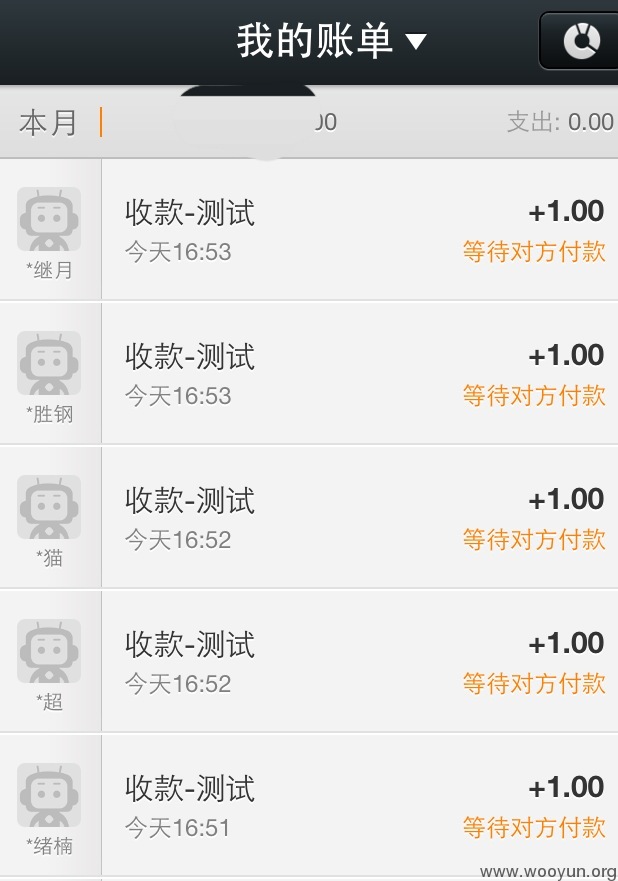 我的账单
本月 00 支出: 0.00
收款-测试 +1.00
*继月 今天16:53 等待对方付款
收款-测试 +1.00
*胜钢 今天16:53 等待对方付款
收款-测试 +1.00
*猫 今天16:52 等待对方付款
收款-测试 +1.00
*超 今天16:52 等待对方付款
收款-测试 +1.00
*绪楠 今天16:51 等待对方付款
www.wooyun.org